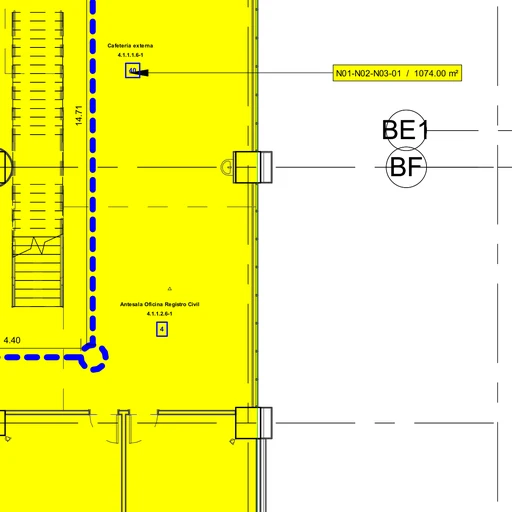 Cafeteria externa
4.1.1.1.6-1
40
N01-N02-N03-01 / 1074.00 m²
14.71
BE1
BF
Antesala Oficina Registro Civil
4.1.1.2.6-1
4
4.40